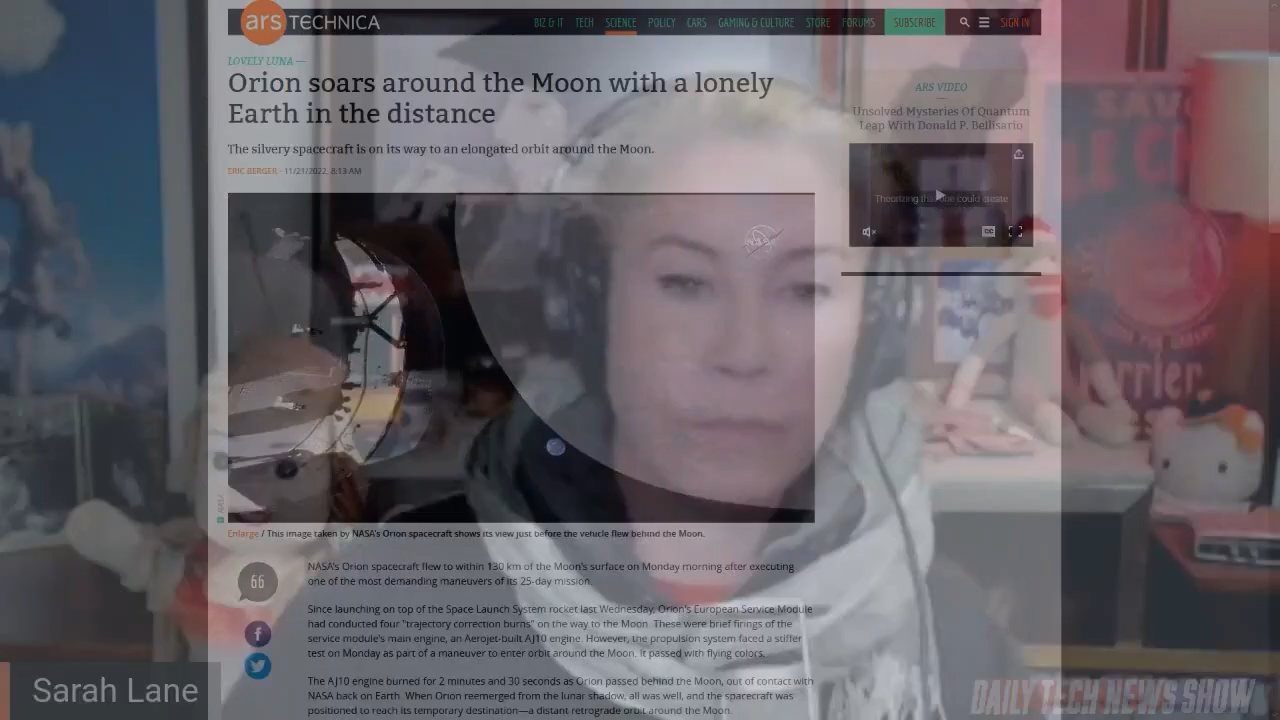 ars TECHNICA
BIZ & IT TECH SCIENCE POLICY CARS GAMING & CULTURE STORE FORUMS SUBSCRIBE SIGN IN
LOVELY LUNA —
Orion soars around the Moon with a lonely
Earth in the distance
The silvery spacecraft is on its way to an elongated orbit around the Moon.
ERIC BERGER - 11/21/2022, 8:13 AM
ARS VIDEO
Unsolved Mysteries Of Quantum
Leap With Donald P. Bellisario
could create
CC
NASA
Enlarge / This image taken by NASA's Orion spacecraft shows its view just before the vehicle flew behind the Moon.
66
NASA's Orion spacecraft flew to within 130 km of the Moon's surface on Monday morning after executing
one of the most demanding maneuvers of its 25-day mission.
Since launching on top of the Space Launch System rocket last Wednesday, Orion's European Service Module
had conducted four "trajectory correction burns" on the way to the Moon. These were brief firings of the
service module's main engine, an Aerojet-built AJ10 engine. However, the propulsion system faced a stiffer
test on Monday as part of a maneuver to enter orbit around the Moon. It passed with flying colors.
The AJ10 engine burned for 2 minutes and 30 seconds as Orion passed behind the Moon, out of contact with
NASA back on Earth. When Orion reemerged from the lunar shadow, all was well, and the spacecraft was
positioned to reach its temporary destination—a distant retrograde orbit around the Moon.
Sarah Lane
DAILY TECH NEWS SHOW